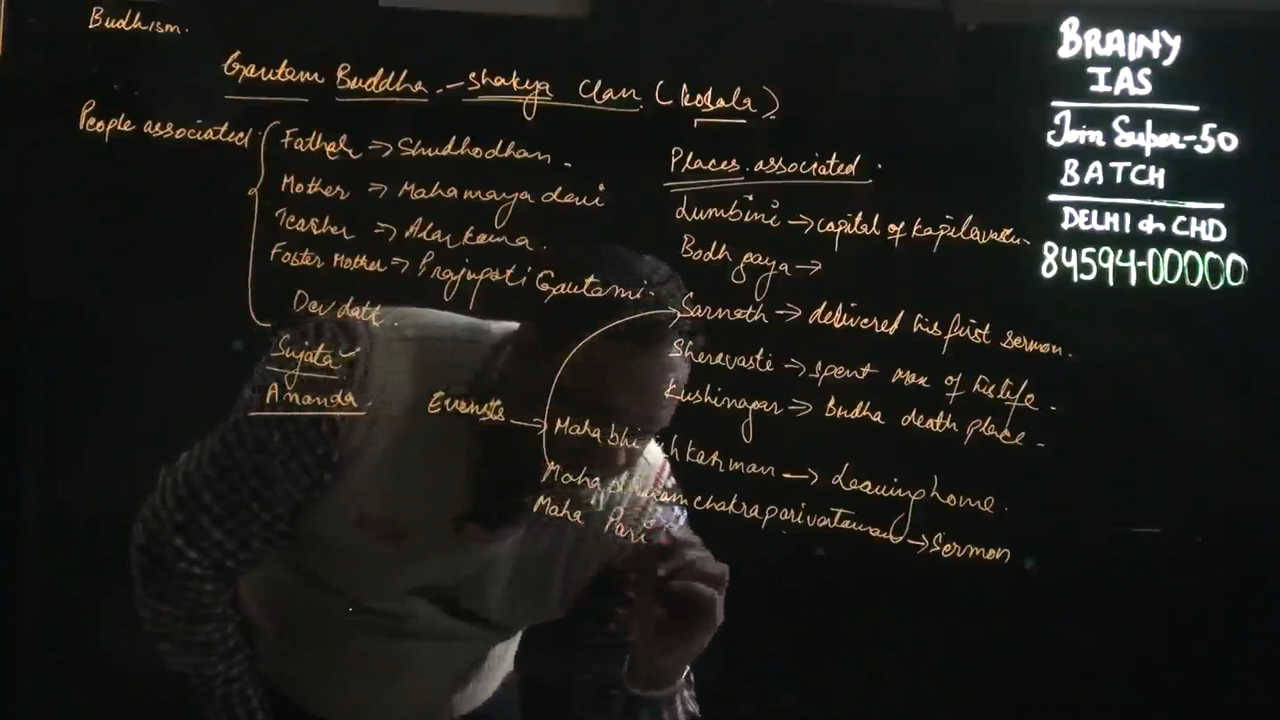 Budhism.
Gautam Buddha - Shakya Clan (Kosala).
People associated
Father → Shudhodhan.
Mother → Mahamaya devi
Teacher → Alarkama.
Foster Mother → Prajapati Gautami.
Devdatt.
Sujata
Ananda.
Places associated.
Lumbini → capital of Kapilavastu.
Bodh gaya →
Sarnath → delivered his first sermon.
Sharavasti → spent max of his life.
Kushinagar → Budha death place -
Events →
Leaving home.
Maha chakraparivartawan → Sermon
Maha Pari
BRAINY
IAS
Join Super-50
BATCH
DELHI CHD
84594-00000